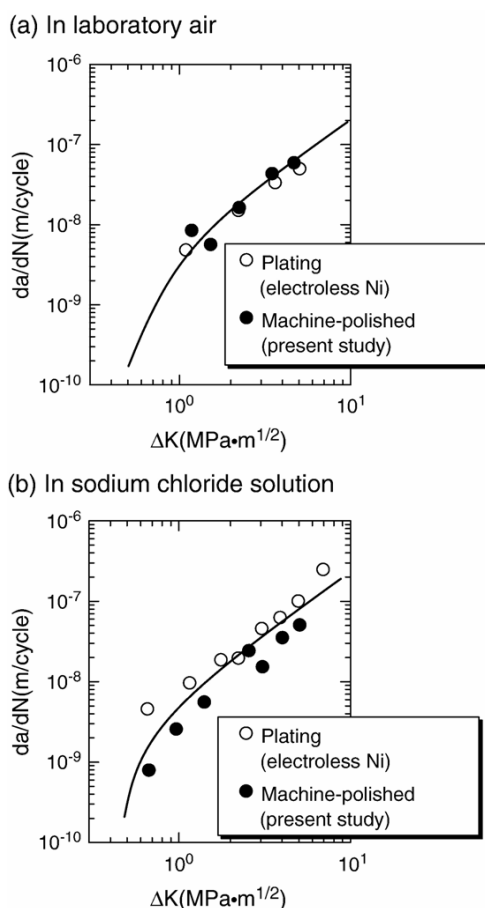 (a) In laboratory air
10⁻⁶
10⁻⁷
10⁻⁸
10⁻⁹
10⁻¹⁰
da/dN(m/cycle)
○ Plating
(electroless Ni)
● Machine-polished
(present study)
10⁰
10¹
ΔK(MPa•m¹/²)
(b) In sodium chloride solution
10⁻⁶
10⁻⁷
10⁻⁸
10⁻⁹
10⁻¹⁰
da/dN(m/cycle)
○ Plating
(electroless Ni)
● Machine-polished
(present study)
10⁰
10¹
ΔK(MPa•m¹/²)